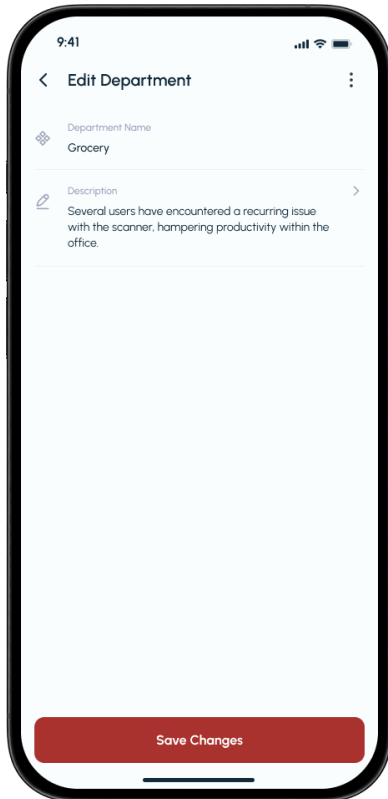 9:41
Edit Department
Department Name
Grocery
Description
Several users have encountered a recurring issue
with the scanner, hampering productivity within the
office.
Save Changes